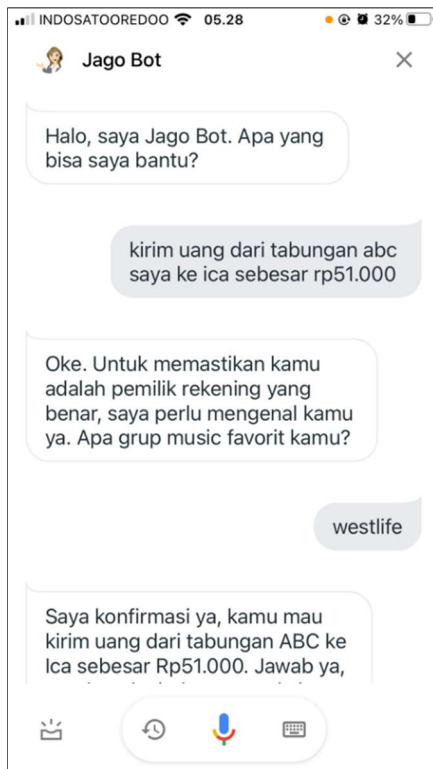 INDOSATOOREDOO 05.28 32%
Jago Bot
Halo, saya Jago Bot. Apa yang
bisa saya bantu?
kirim uang dari tabungan abc
saya ke ica sebesar rp51.000
Oke. Untuk memastikan kamu
adalah pemilik rekening yang
benar, saya perlu mengenal kamu
ya. Apa grup music favorit kamu?
westlife
Saya konfirmasi ya, kamu mau
kirim uang dari tabungan ABC ke
Ica sebesar Rp51.000. Jawab ya,